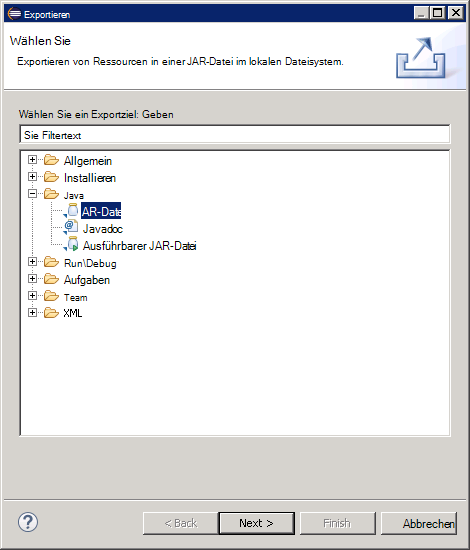 Exportieren
Wählen Sie
Exportieren von Ressourcen in einer JAR-Datei im lokalen Dateisystem.
Wählen Sie ein Exportziel: Geben
Sie Filtertext
Allgemein
Installieren
Java
AR-Date
Javadoc
Ausführbarer JAR-Datei
Run\Debug
Aufgaben
Team
XML
< Back Next > Finish Abbrechen